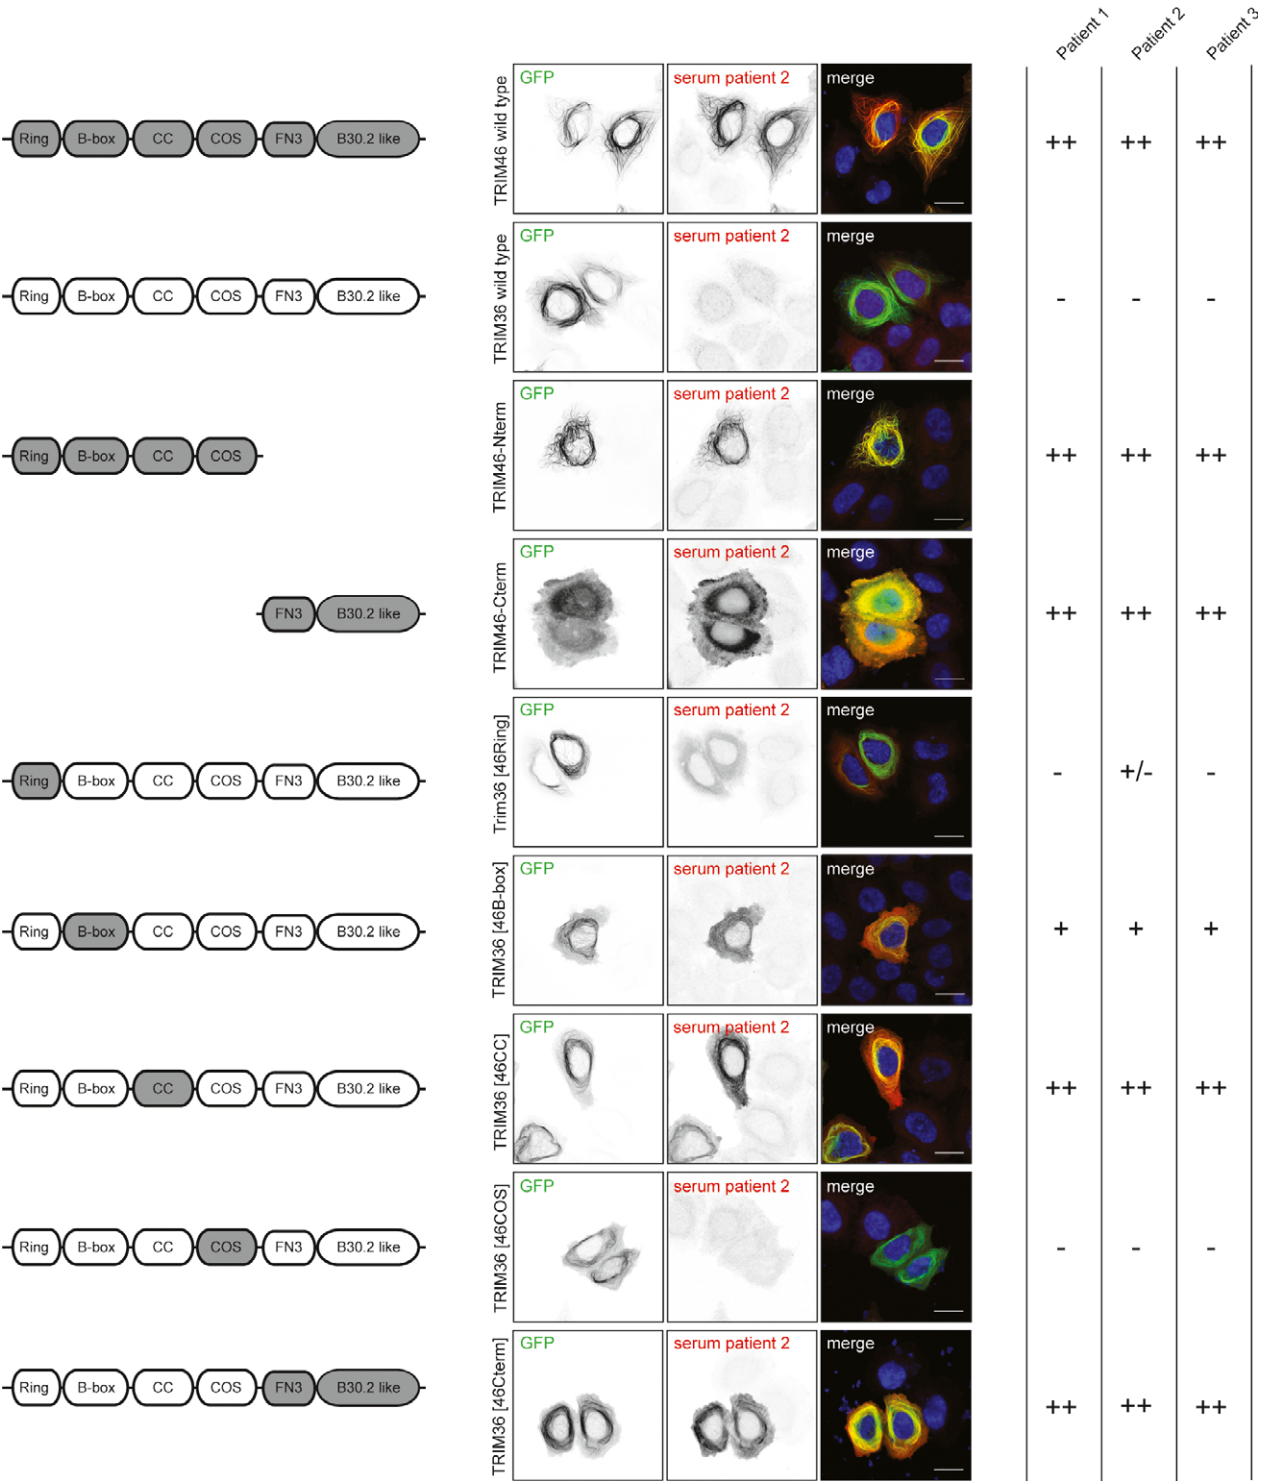 Patient 1 Patient 2 Patient 3
Ring B-box CC COS FN3 B30.2 like
TRIM46 wild type
GFP serum patient 2 merge
++ ++ ++
Ring B-box CC COS FN3 B30.2 like
TRIM36 wild type
GFP serum patient 2 merge
- - -
Ring B-box CC COS
TRIM46-Nterm
GFP serum patient 2 merge
++ ++ ++
FN3 B30.2 like
TRIM46-Cterm
GFP serum patient 2 merge
++ ++ ++
Ring B-box CC COS FN3 B30.2 like
Trim36 [46Ring]
GFP serum patient 2 merge
- +/- -
Ring B-box CC COS FN3 B30.2 like
TRIM36 [46B-box]
GFP serum patient 2 merge
+ + +
Ring B-box CC COS FN3 B30.2 like
TRIM36 [46CC]
GFP serum patient 2 merge
++ ++ ++
Ring B-box CC COS FN3 B30.2 like
TRIM36 [46COS]
GFP serum patient 2 merge
- - -
Ring B-box CC COS FN3 B30.2 like
TRIM36 [46Cterm]
GFP serum patient 2 merge
++ ++ ++